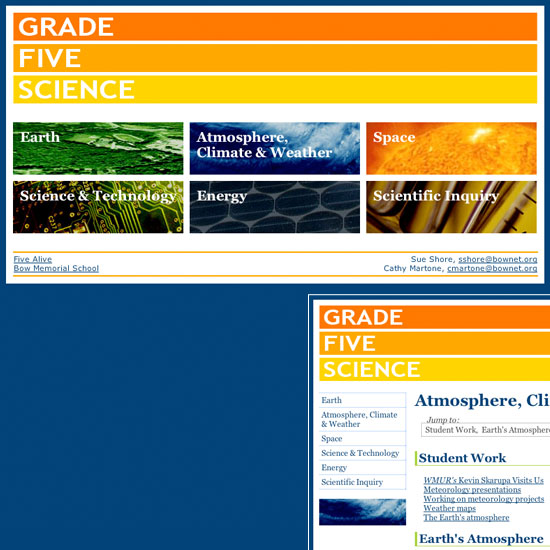 GRADE
FIVE
SCIENCE
Earth
Atmosphere,
Climate & Weather
Space
Science & Technology
Energy
Scientific Inquiry
Five Alive
Bow Memorial School
Sue Shore, sshore@bownet.org
Cathy Martone, cmartone@bownet.org
GRADE
FIVE
SCIENCE
Earth
Atmosphere, Climate
& Weather
Space
Science & Technology
Energy
Scientific Inquiry
Atmosphere, Cli
Jump to:
Student Work, Earth's Atmosphere
Student Work
WMUR's Kevin Skarupa Visits Us
Meteorology presentations
Working on meteorology projects
Weather maps
The Earth's atmosphere
Earth's Atmosphere